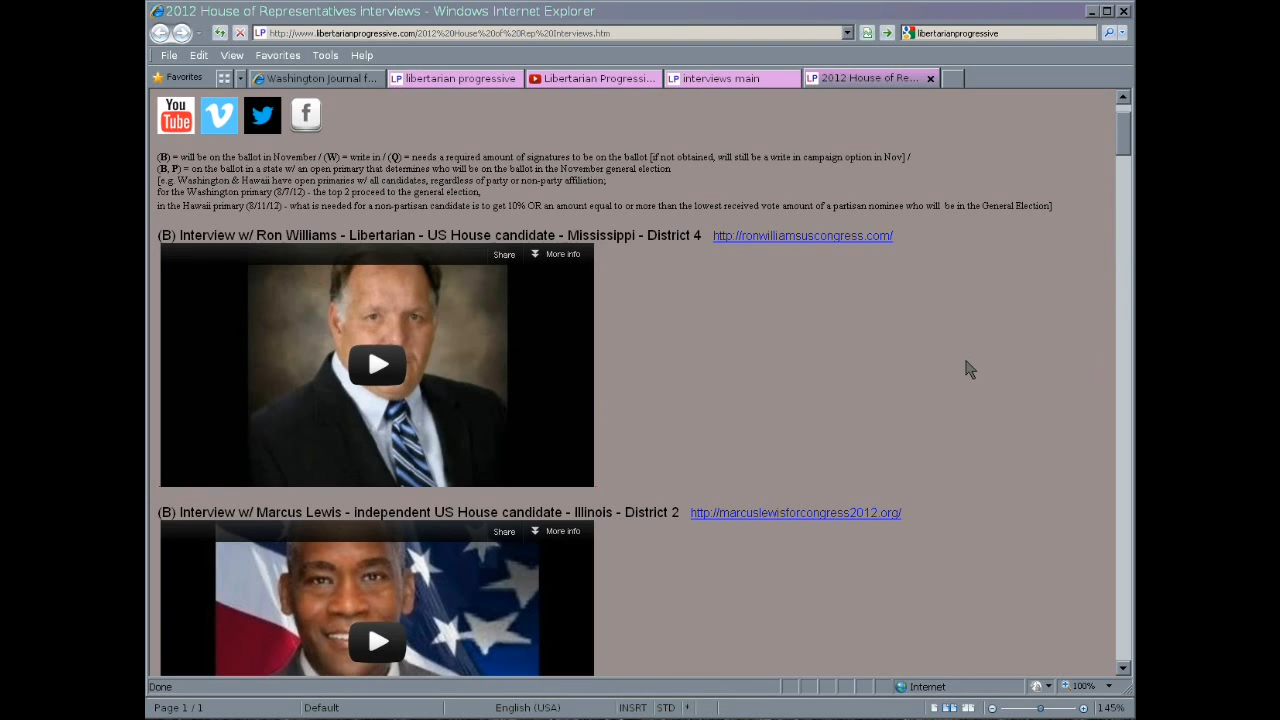 2012 House of Representatives interviews - Windows Internet Explorer
LP http://www.libertarianprogressive.com/2012%20House%20of%20Rep%20Interviews.htm
libertarianprogressive
File Edit View Favorites Tools Help
Favorites
Washington Journal f...
LP libertarian progressive
Libertarian Progressi...
LP interviews main
LP 2012 House of Re...
You
Tube
(B) = will be on the ballot in November / (W) = write in / (Q) = needs a required amount of signatures to be on the ballot [if not obtained, will still be a write in campaign option in Nov] /
(B, P) = on the ballot in a state w/ an open primary that determines who will be on the ballot in the November general election
[e.g. Washington & Hawaii have open primaries w/ all candidates, regardless of party or non-party affiliation;
for the Washington primary (8/7/12) - the top 2 proceed to the general election,
in the Hawaii primary (8/11/12) - what is needed for a non-partisan candidate is to get 10% OR an amount equal to or more than the lowest received vote amount of a partisan nominee who will be in the General Election]
(B) Interview w/ Ron Williams - Libertarian - US House candidate - Mississippi - District 4 http://ronwilliamsuscongress.com/
Share More info
(B) Interview w/ Marcus Lewis - independent US House candidate - Illinois - District 2 http://marcuslewisforcongress2012.org/
Share More info
Done Internet 100%
Page 1 / 1 Default English (USA) INSRT STD * 145%